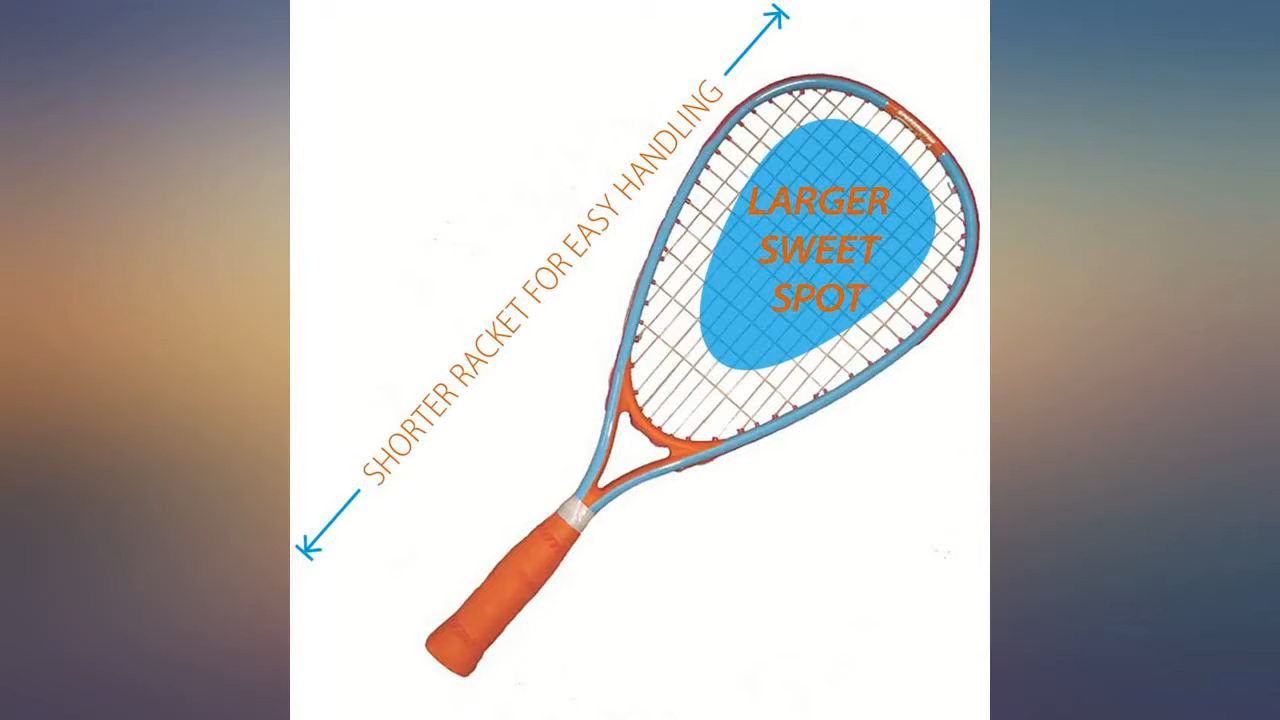 SHORTER RACKET FOR EASY HANDLING
LARGER
SWEET
SPOT